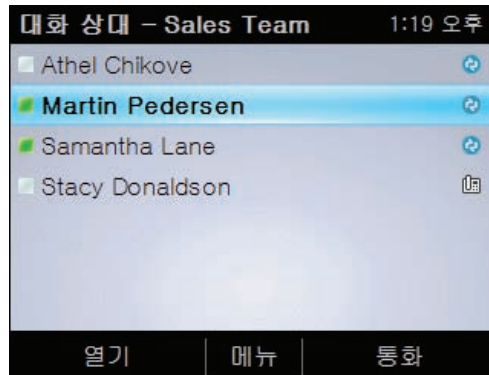 대화 상대 – Sales Team 1:19 오후
Athel Chikove
Martin Pedersen
Samantha Lane
Stacy Donaldson
열기 메뉴 통화